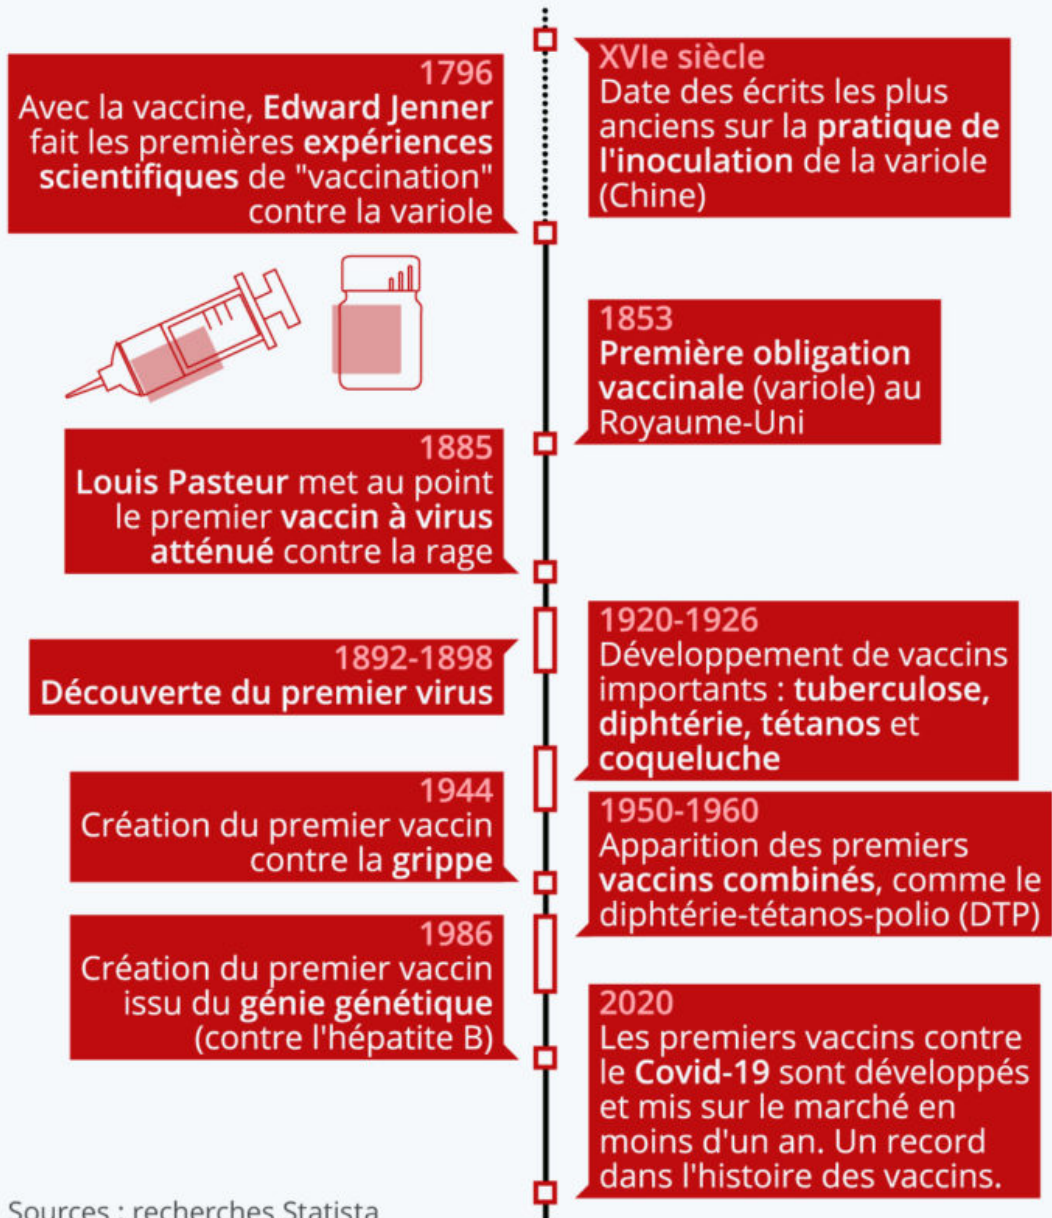 XVIe siècle
Date des écrits les plus
anciens sur la pratique de
l'inoculation de la variole
(Chine)
1796
Avec la vaccine, Edward Jenner
fait les premières expériences
scientifiques de "vaccination"
contre la variole
1853
Première obligation
vaccinale (variole) au
Royaume-Uni
1885
Louis Pasteur met au point
le premier vaccin à virus
atténué contre la rage
1892-1898
Découverte du premier virus
1920-1926
Développement de vaccins
importants : tuberculose,
diphtérie, tétanos et
coqueluche
1944
Création du premier vaccin
contre la grippe
1950-1960
Apparition des premiers
vaccins combinés, comme le
diphtérie-tétanos-polio (DTP)
1986
Création du premier vaccin
issu du génie génétique
(contre l'hépatite B)
2020
Les premiers vaccins contre
le Covid-19 sont développés
et mis sur le marché en
moins d'un an. Un record
dans l'histoire des vaccins.
Sources : recherches Statista